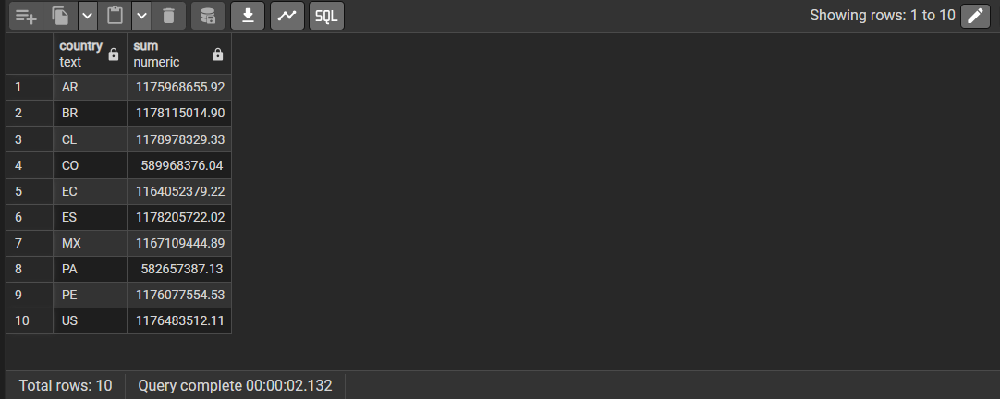 SQL Showing rows: 1 to 10
country sum
text numeric
1 AR 1175968655.92
2 BR 1178115014.90
3 CL 1178978329.33
4 CO 589968376.04
5 EC 1164052379.22
6 ES 1178205722.02
7 MX 1167109444.89
8 PA 582657387.13
9 PE 1176077554.53
10 US 1176483512.11
Total rows: 10 Query complete 00:00:02.132